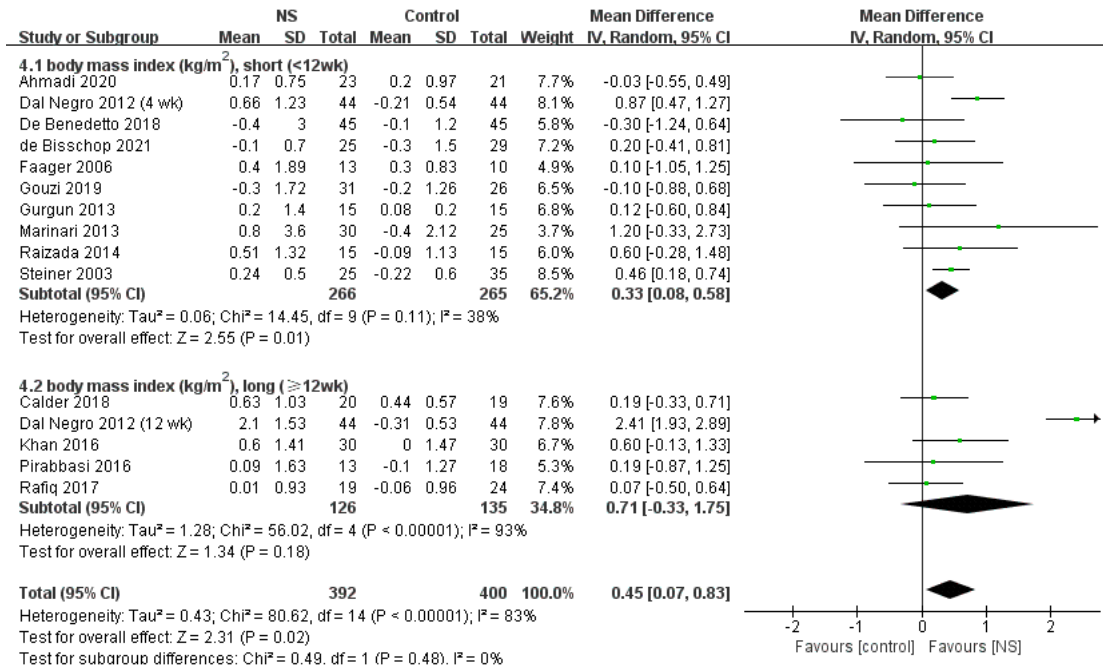 NS Control Mean Difference Mean Difference
Study or Subgroup Mean SD Total Mean SD Total Weight IV, Random, 95% CI IV, Random, 95% CI
4.1 body mass index (kg/m²), short (<12wk)
Ahmadi 2020 0.17 0.75 23 0.2 0.97 21 7.7% -0.03 [-0.55, 0.49]
Dal Negro 2012 (4 wk) 0.66 1.23 44 -0.21 0.54 44 8.1% 0.87 [0.47, 1.27]
De Benedetto 2018 -0.4 3 45 -0.1 1.2 45 5.8% -0.30 [-1.24, 0.64]
de Bisschop 2021 -0.1 0.7 25 -0.3 1.5 29 7.2% 0.20 [-0.41, 0.81]
Faager 2006 0.4 1.89 13 0.3 0.83 10 4.9% 0.10 [-1.05, 1.25]
Gouzi 2019 -0.3 1.72 31 -0.2 1.26 26 6.5% -0.10 [-0.88, 0.68]
Gurgun 2013 0.2 1.4 15 0.08 0.2 15 6.8% 0.12 [-0.60, 0.84]
Marinari 2013 0.8 3.6 30 -0.4 2.12 25 3.7% 1.20 [-0.33, 2.73]
Raizada 2014 0.51 1.32 15 -0.09 1.13 15 6.0% 0.60 [-0.28, 1.48]
Steiner 2003 0.24 0.5 25 -0.22 0.6 35 8.5% 0.46 [0.18, 0.74]
Subtotal (95% CI) 266 265 65.2% 0.33 [0.08, 0.58]
Heterogeneity: Tau² = 0.06; Chi² = 14.45, df = 9 (P = 0.11); I² = 38%
Test for overall effect: Z = 2.55 (P = 0.01)
4.2 body mass index (kg/m²), long (≥12wk)
Calder 2018 0.63 1.03 20 0.44 0.57 19 7.6% 0.19 [-0.33, 0.71]
Dal Negro 2012 (12 wk) 2.1 1.53 44 -0.31 0.53 44 7.8% 2.41 [1.93, 2.89]
Khan 2016 0.6 1.41 30 0 1.47 30 6.7% 0.60 [-0.13, 1.33]
Pirabbasi 2016 0.09 1.63 13 -0.1 1.27 18 5.3% 0.19 [-0.87, 1.25]
Rafiq 2017 0.01 0.93 19 -0.06 0.96 24 7.4% 0.07 [-0.50, 0.64]
Subtotal (95% CI) 126 135 34.8% 0.71 [-0.33, 1.75]
Heterogeneity: Tau² = 1.28; Chi² = 56.02, df = 4 (P < 0.00001); I² = 93%
Test for overall effect: Z = 1.34 (P = 0.18)
Total (95% CI) 392 400 100.0% 0.45 [0.07, 0.83]
Heterogeneity: Tau² = 0.43; Chi² = 80.62, df = 14 (P < 0.00001); I² = 83%
Test for overall effect: Z = 2.31 (P = 0.02)
Test for subgroup differences: Chi² = 0.49, df = 1 (P = 0.48), I² = 0%
-2 -1 0 1 2
Favours [control] Favours [NS]